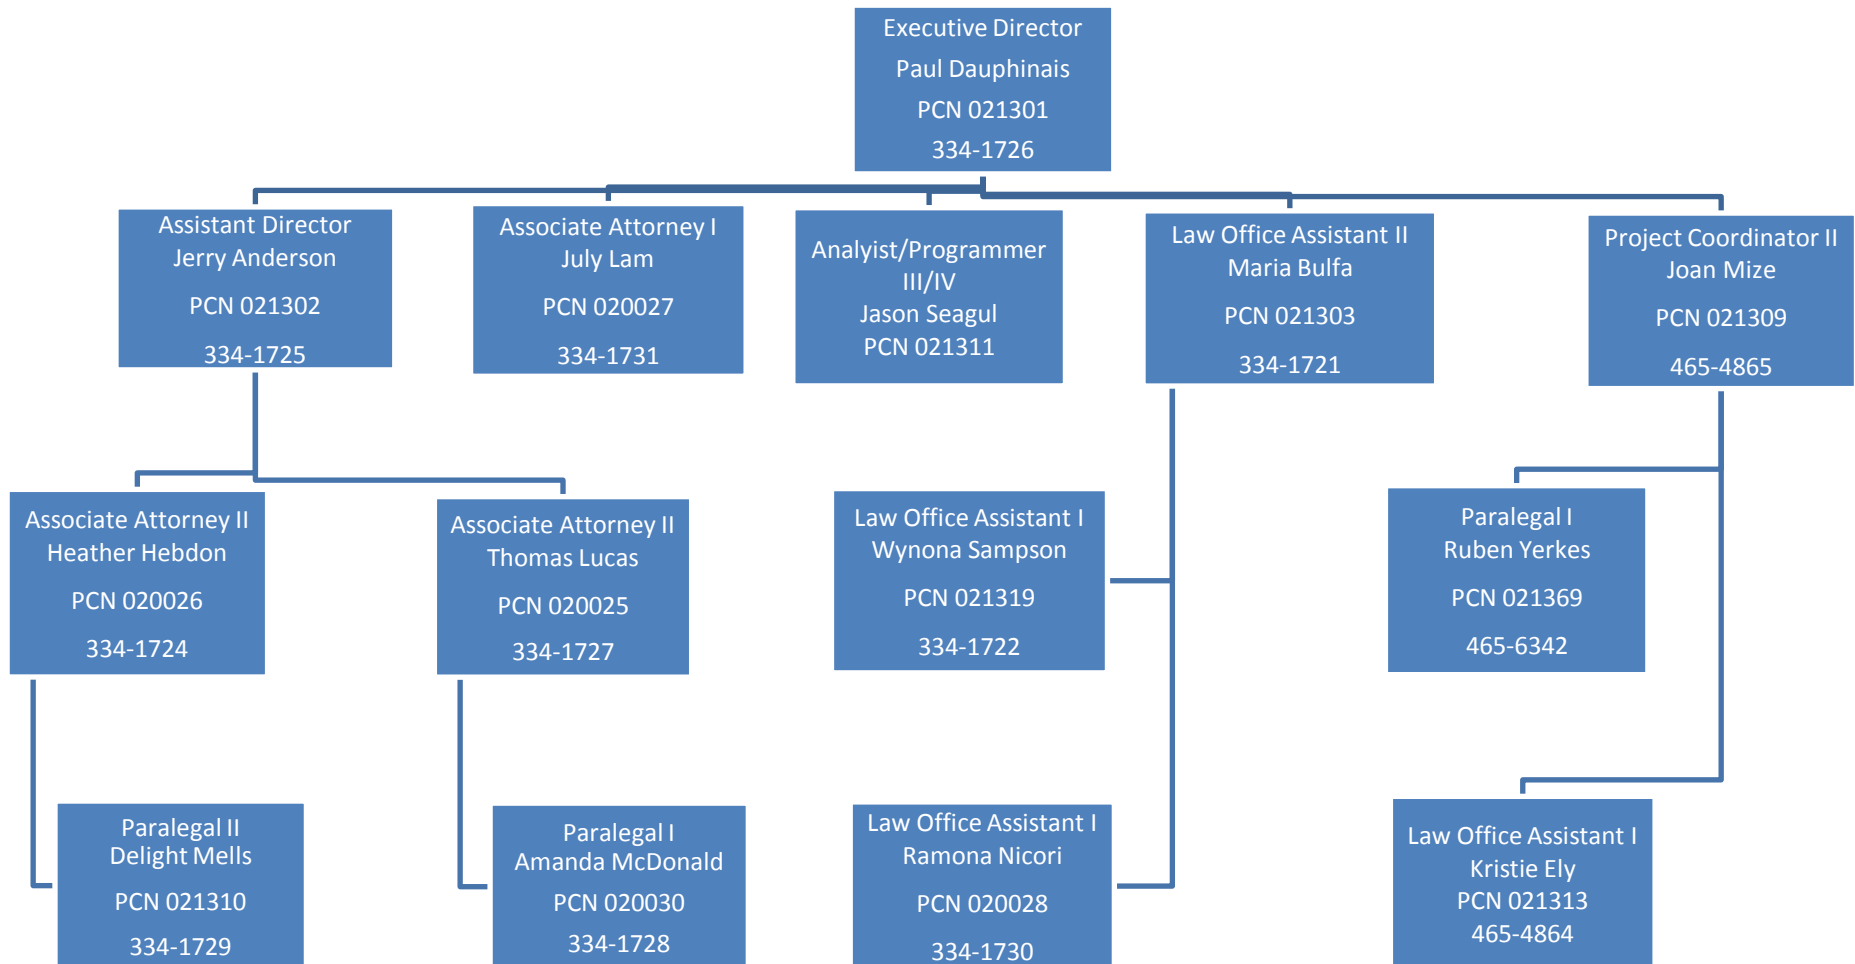 Executive Director
Paul Dauphinais
PCN 021301
334-1726
Assistant Director
Jerry Anderson
PCN 021302
334-1725
Associate Attorney I
July Lam
PCN 020027
334-1731
Analyist/Programmer
III/IV
Jason Seagul
PCN 021311
Law Office Assistant II
Maria Bulfa
PCN 021303
334-1721
Project Coordinator II
Joan Mize
PCN 021309
465-4865
Associate Attorney II
Heather Hebdon
PCN 020026
334-1724
Associate Attorney II
Thomas Lucas
PCN 020025
334-1727
Law Office Assistant I
Wynona Sampson
PCN 021319
334-1722
Paralegal I
Ruben Yerkes
PCN 021369
465-6342
Paralegal II
Delight Mells
PCN 021310
334-1729
Paralegal I
Amanda McDonald
PCN 020030
334-1728
Law Office Assistant I
Ramona Nicori
PCN 020028
334-1730
Law Office Assistant I
Kristie Ely
PCN 021313
465-4864